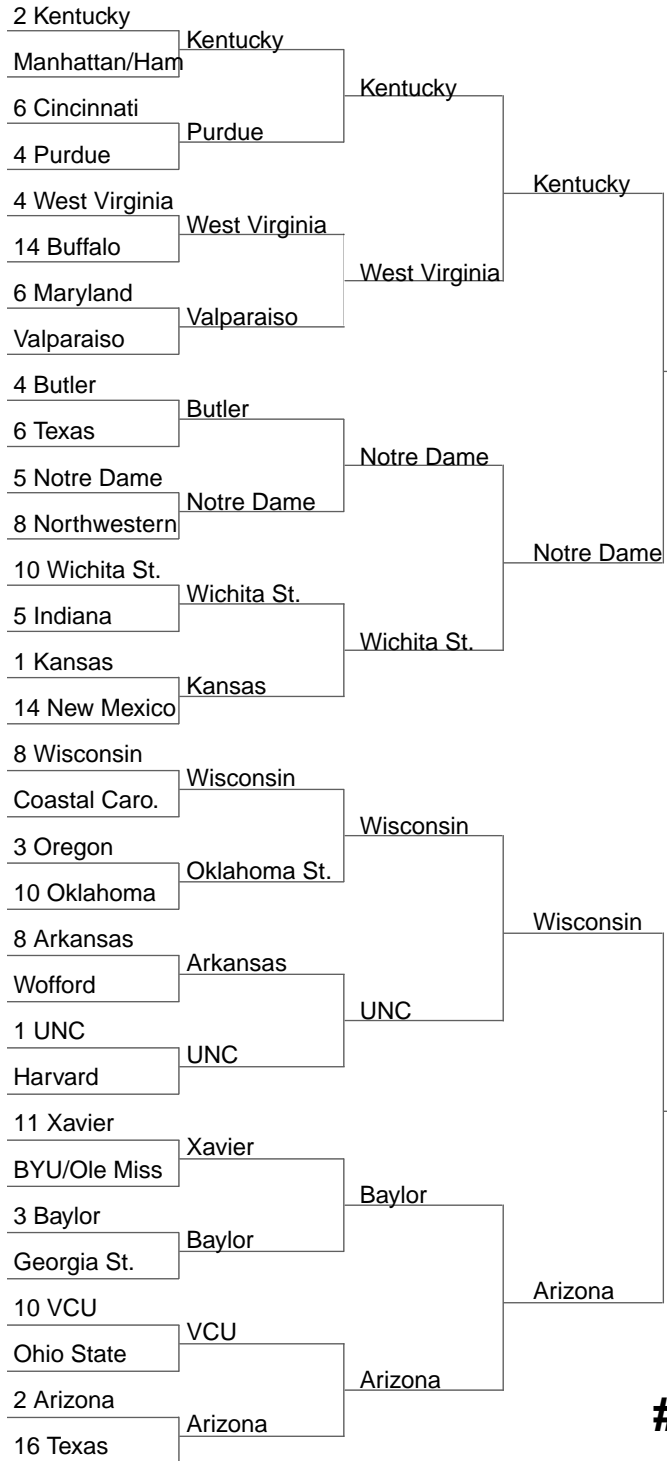 2 Kentucky
Manhattan/Ham
6 Cincinnati
4 Purdue
4 West Virginia
14 Buffalo
6 Maryland
Valparaiso
4 Butler
6 Texas
5 Notre Dame
8 Northwestern
10 Wichita St.
5 Indiana
1 Kansas
14 New Mexico
8 Wisconsin
Coastal Caro.
3 Oregon
10 Oklahoma
8 Arkansas
Wofford
1 UNC
Harvard
11 Xavier
BYU/Ole Miss
3 Baylor
Georgia St.
10 VCU
Ohio State
2 Arizona
16 Texas
Kentucky
Purdue
West Virginia
Valparaiso
Butler
Notre Dame
Wichita St.
Kansas
Wisconsin
Oklahoma St.
Arkansas
UNC
Xavier
Baylor
VCU
Arizona
Kentucky
West Virginia
Notre Dame
Wichita St.
Wisconsin
UNC
Baylor
Arizona
Kentucky
Notre Dame
Wisconsin
Arizona
#